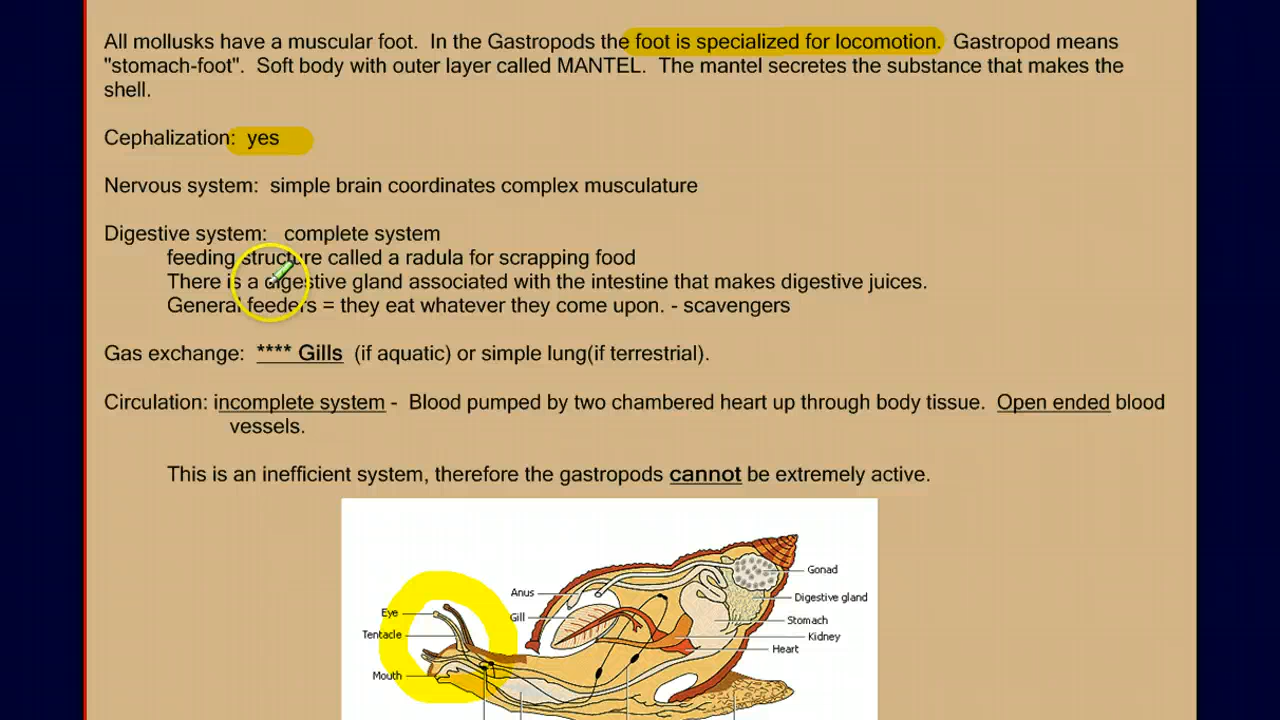 All mollusks have a muscular foot.  In the Gastropods the foot is specialized for locomotion.  Gastropod means
"stomach-foot".  Soft body with outer layer called MANTEL.  The mantel secretes the substance that makes the
shell.
Cephalization:  yes
Nervous system:  simple brain coordinates complex musculature
Digestive system:   complete system
feeding structure called a radula for scrapping food
There is a digestive gland associated with the intestine that makes digestive juices.
General feeders = they eat whatever they come upon. - scavengers
Gas exchange:  **** Gills  (if aquatic) or simple lung(if terrestrial).
Circulation: incomplete system -  Blood pumped by two chambered heart up through body tissue.  Open ended blood
vessels.
This is an inefficient system, therefore the gastropods cannot be extremely active.
Gonad
Anus
Digestive gland
Eye
Gill
Stomach
Tentacle
Kidney
Heart
Mouth